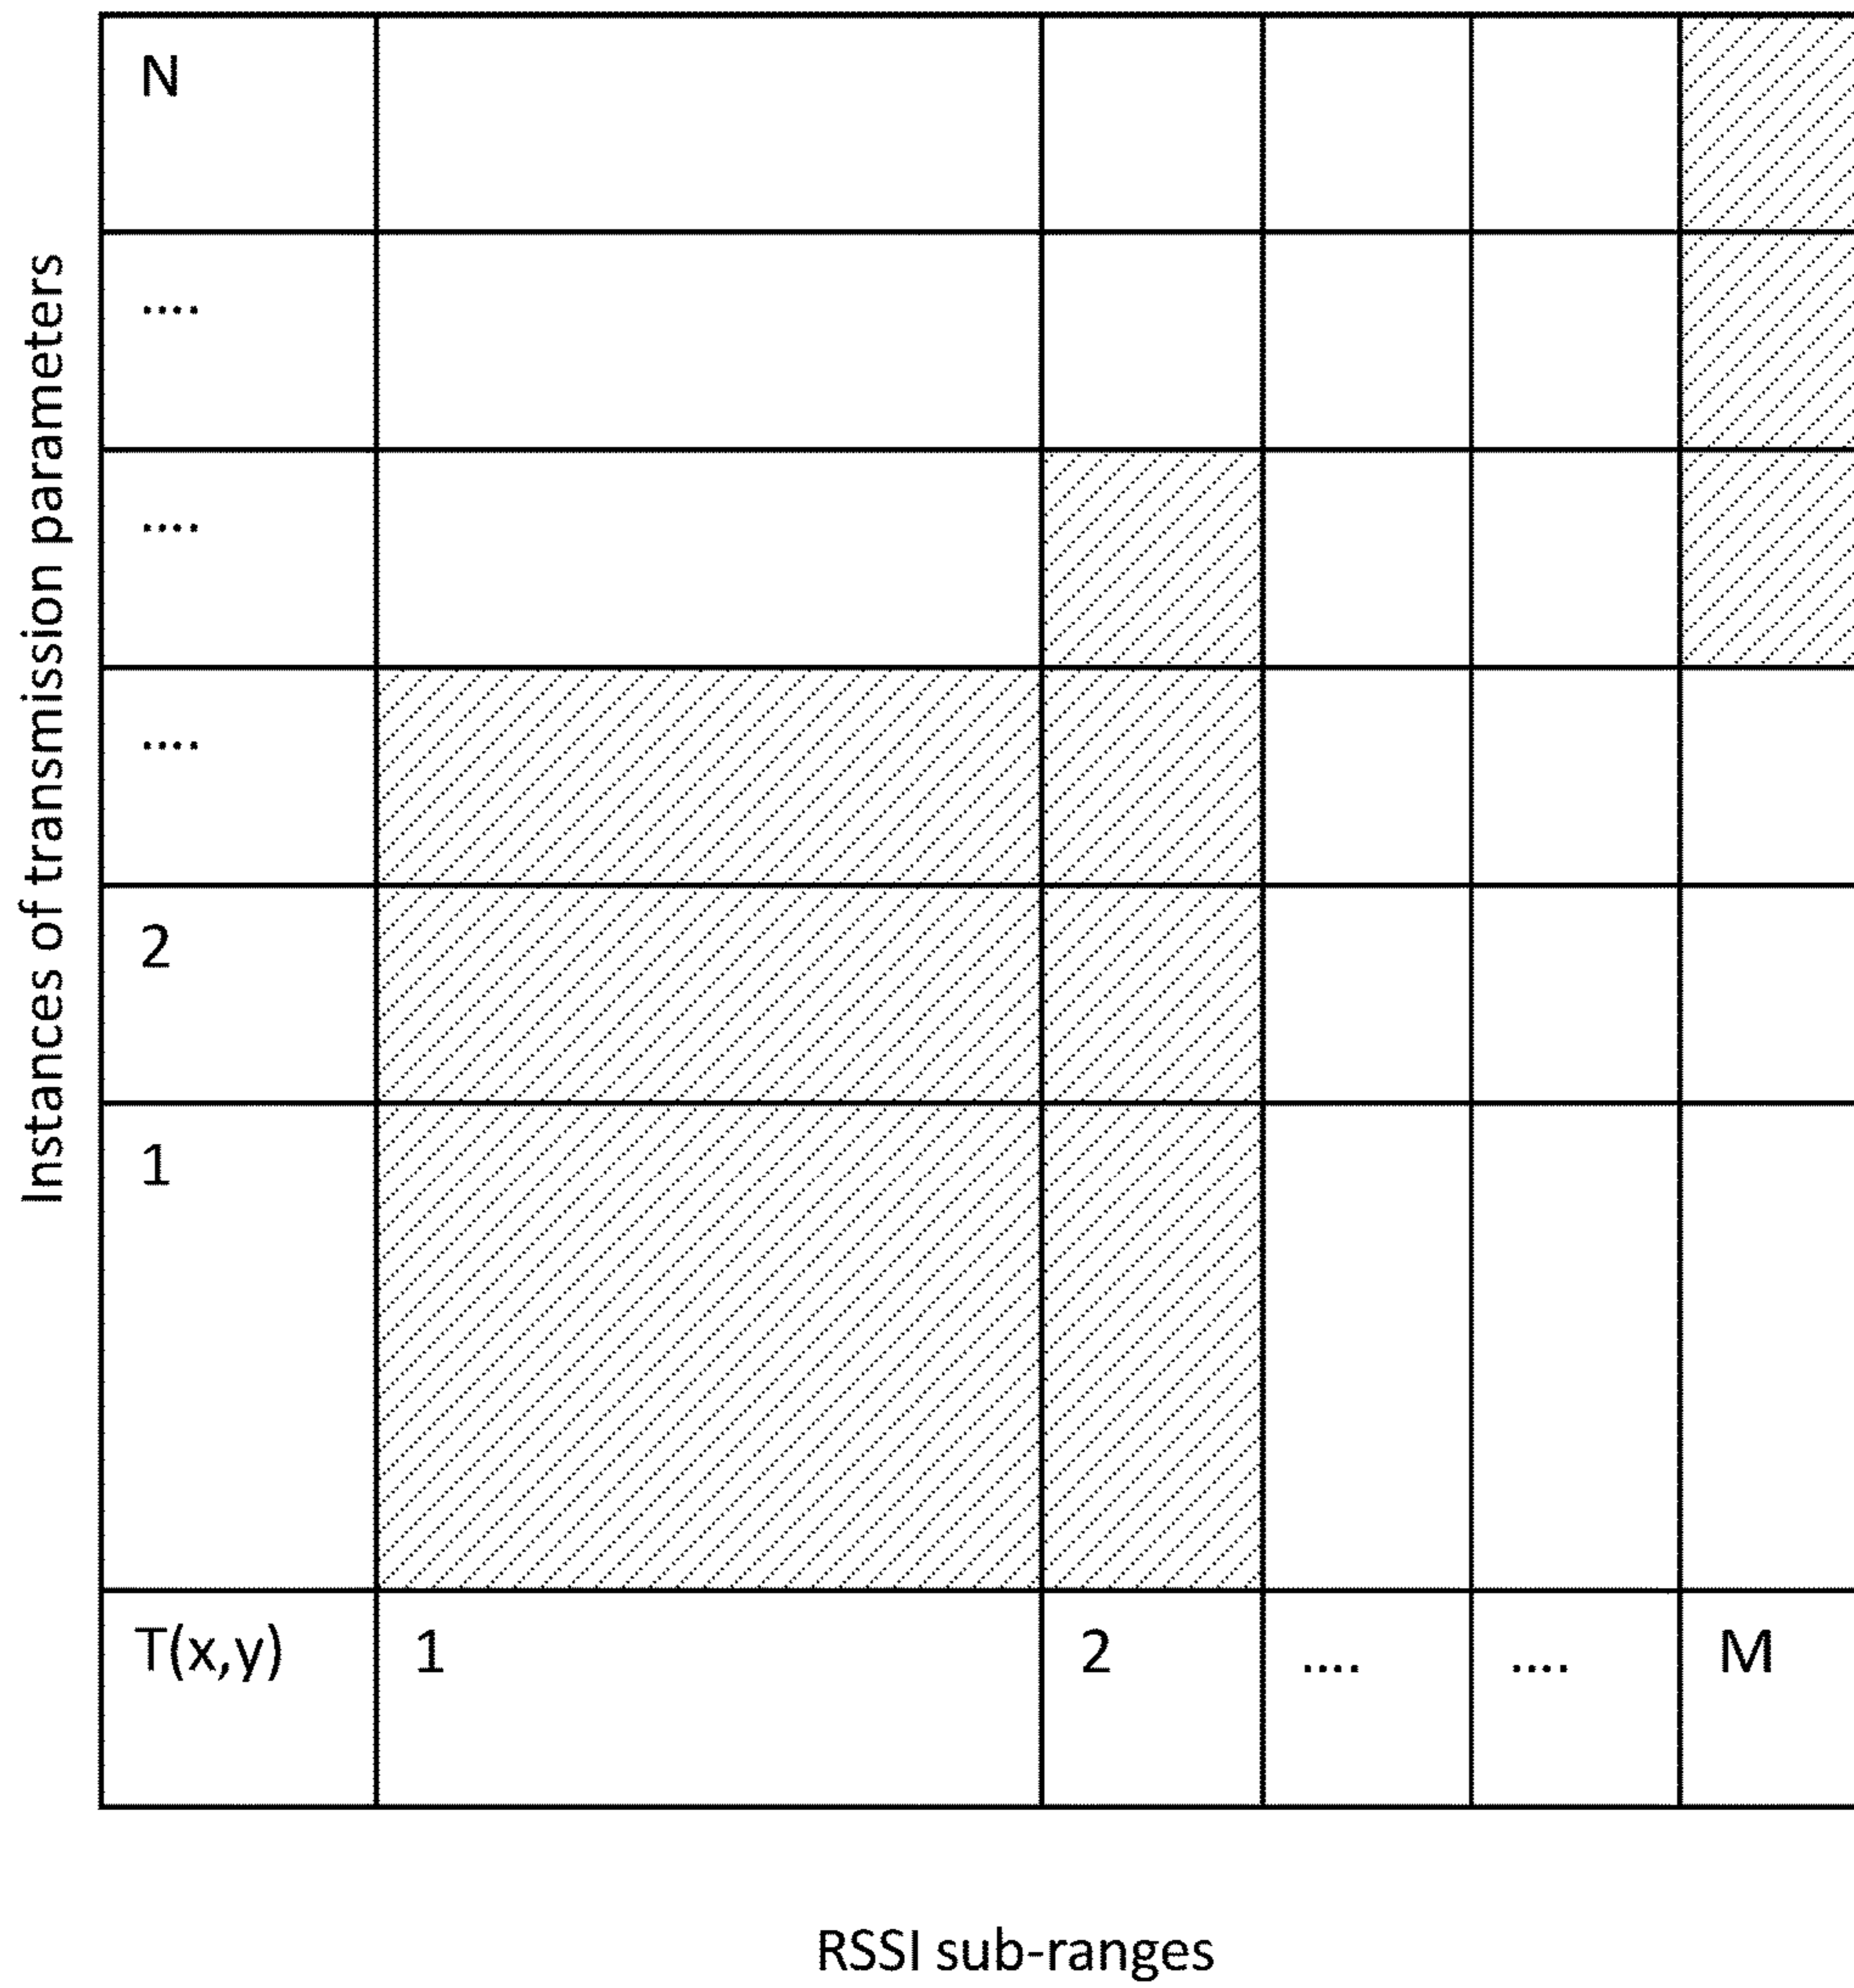 Instances of transmission parameters
N
....
....
....
2
1
T(x,y) 1 2 .... .... M
RSSI sub-ranges